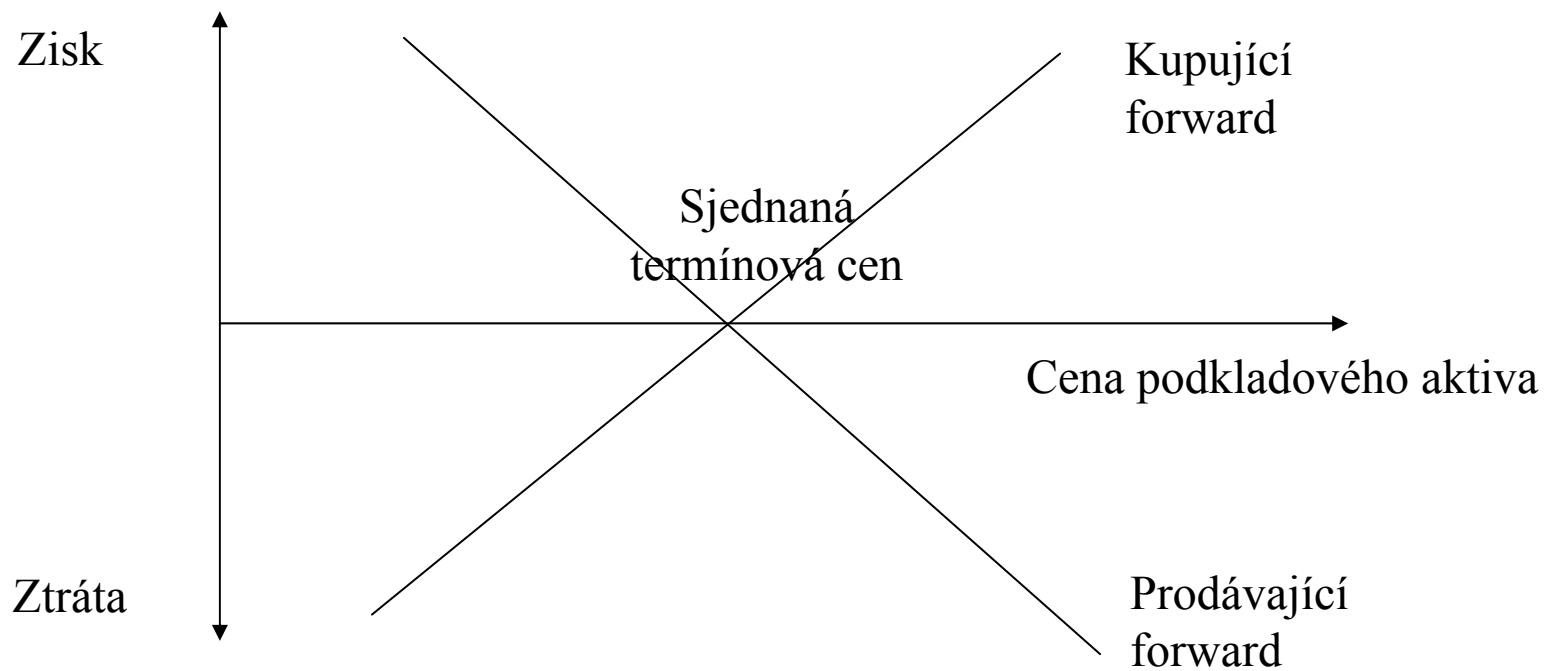 Zisk
Kupující
forward
Sjednaná
termínová cen
Cena podkladového aktiva
Ztráta
Prodávající
forward